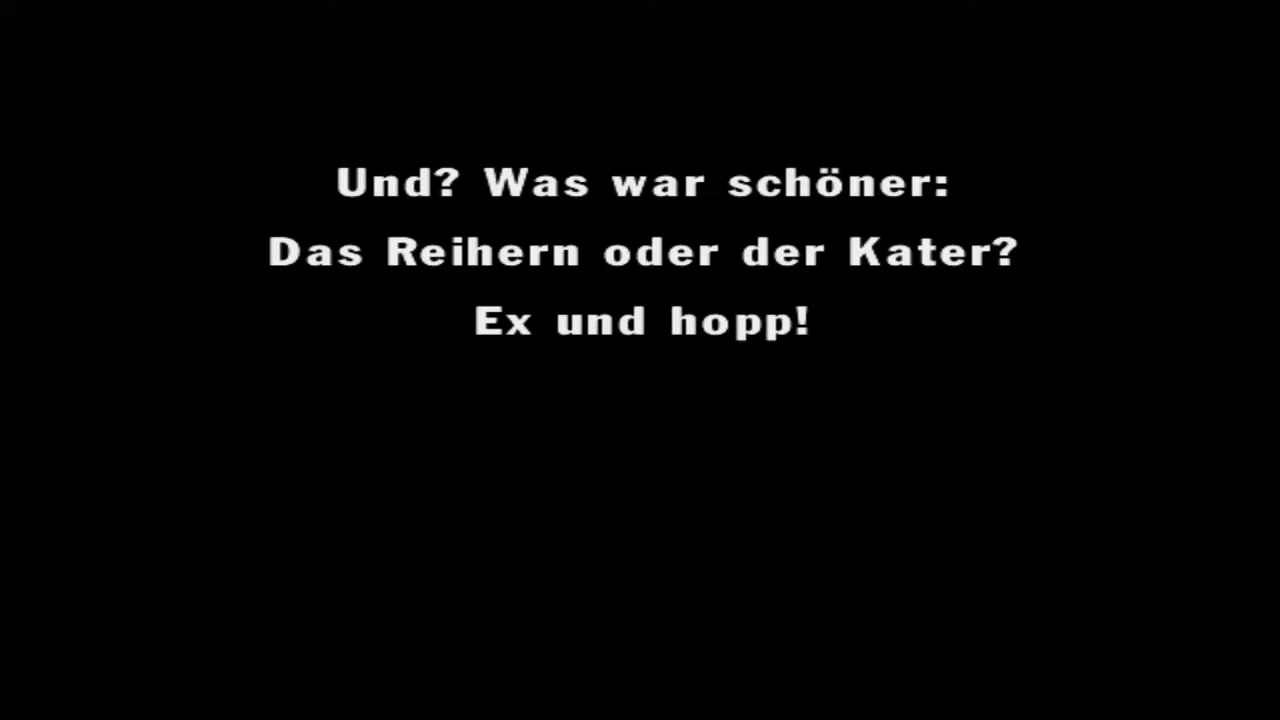 Und? Was war schöner:
Das Reihern oder der Kater?
Ex und hopp!